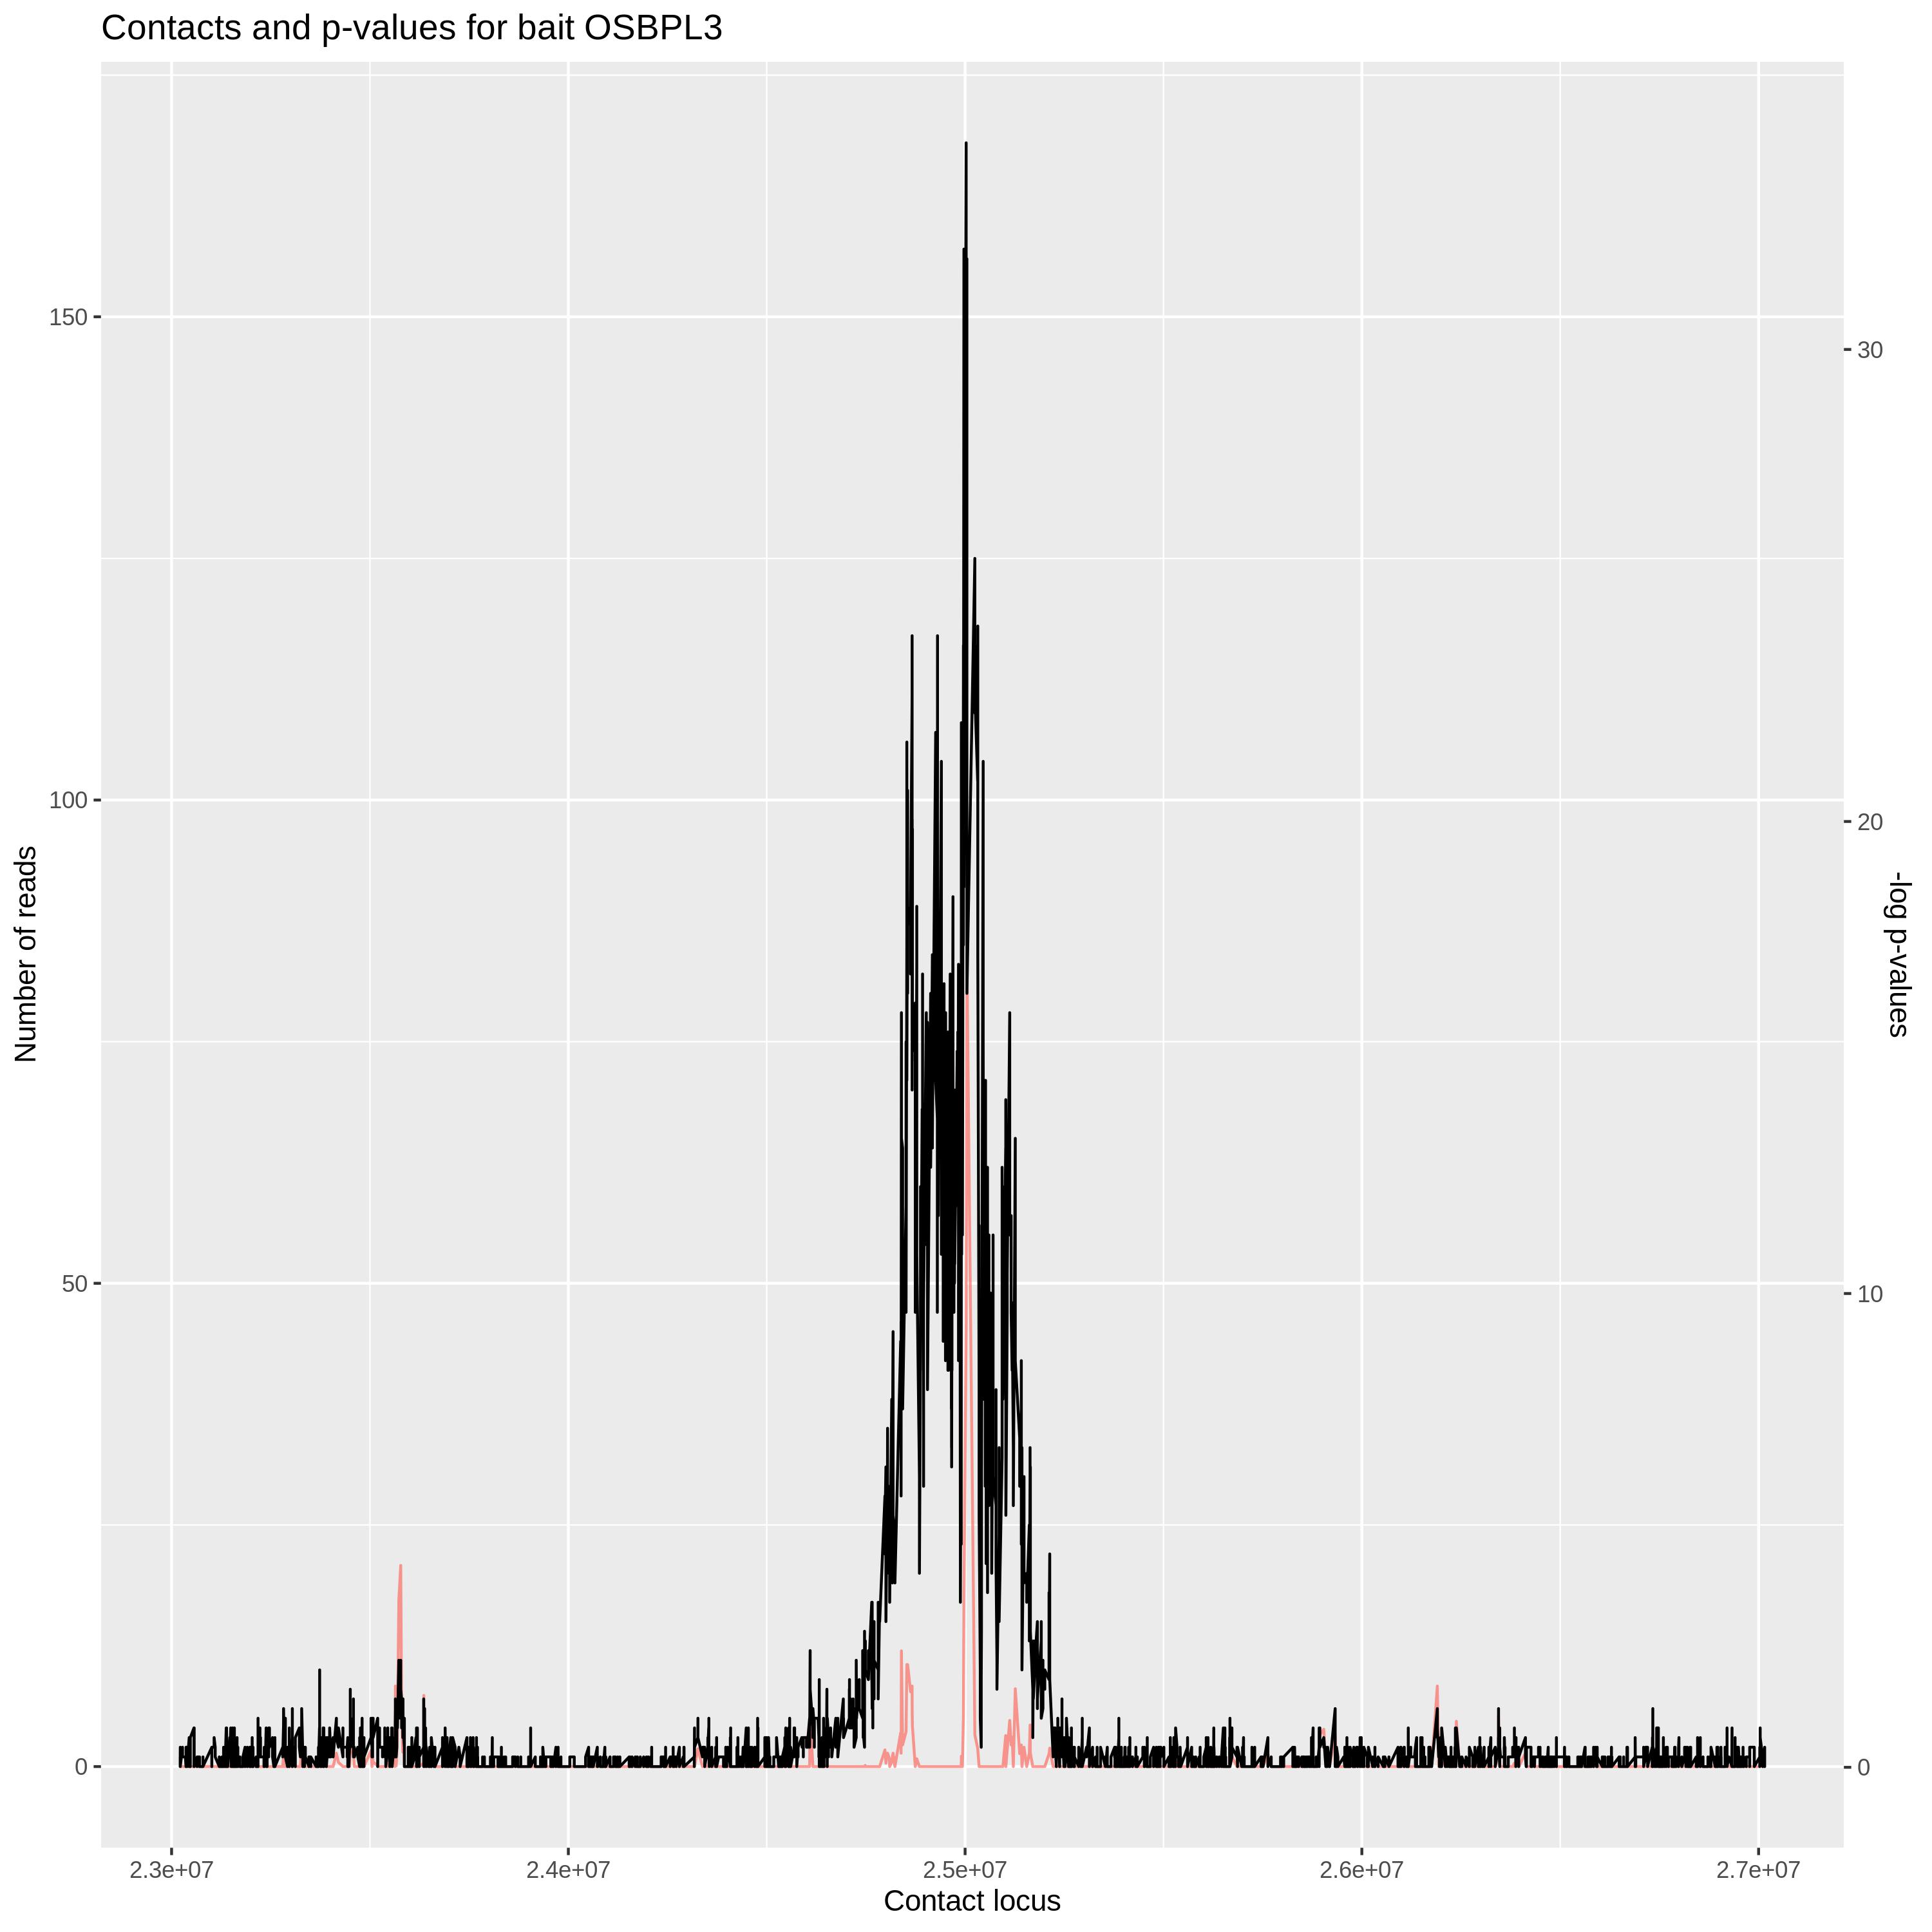 Contacts and p-values for bait OSBPL3
150
100
50
0
30
20
10
0
Number of reads
-log p-values
2.3e+07 2.4e+07 2.5e+07 2.6e+07 2.7e+07
Contact locus